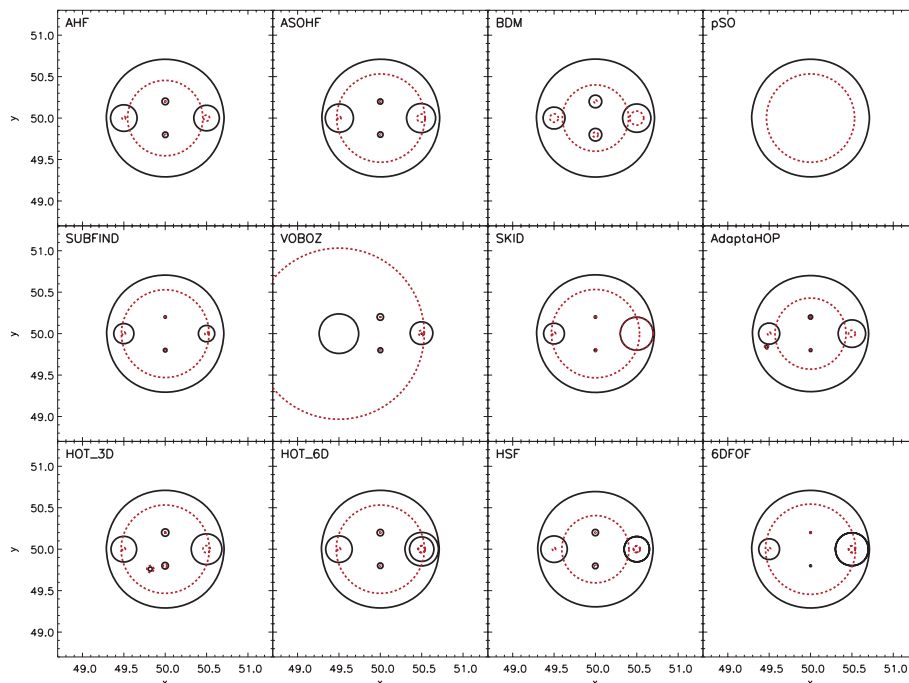 AHF ASOHF BDM pSO
51.0
50.5
y 50.0
49.5
49.0
SUBFIND VOBOZ SKID AdaptaHOP
51.0
50.5
y 50.0
49.5
49.0
HOT_3D HOT_6D HSF 6DFOF
51.0
50.5
y 50.0
49.5
49.0
49.0 49.5 50.0 50.5 51.0 49.0 49.5 50.0 50.5 51.0 49.0 49.5 50.0 50.5 51.0 49.0 49.5 50.0 50.5 51.0